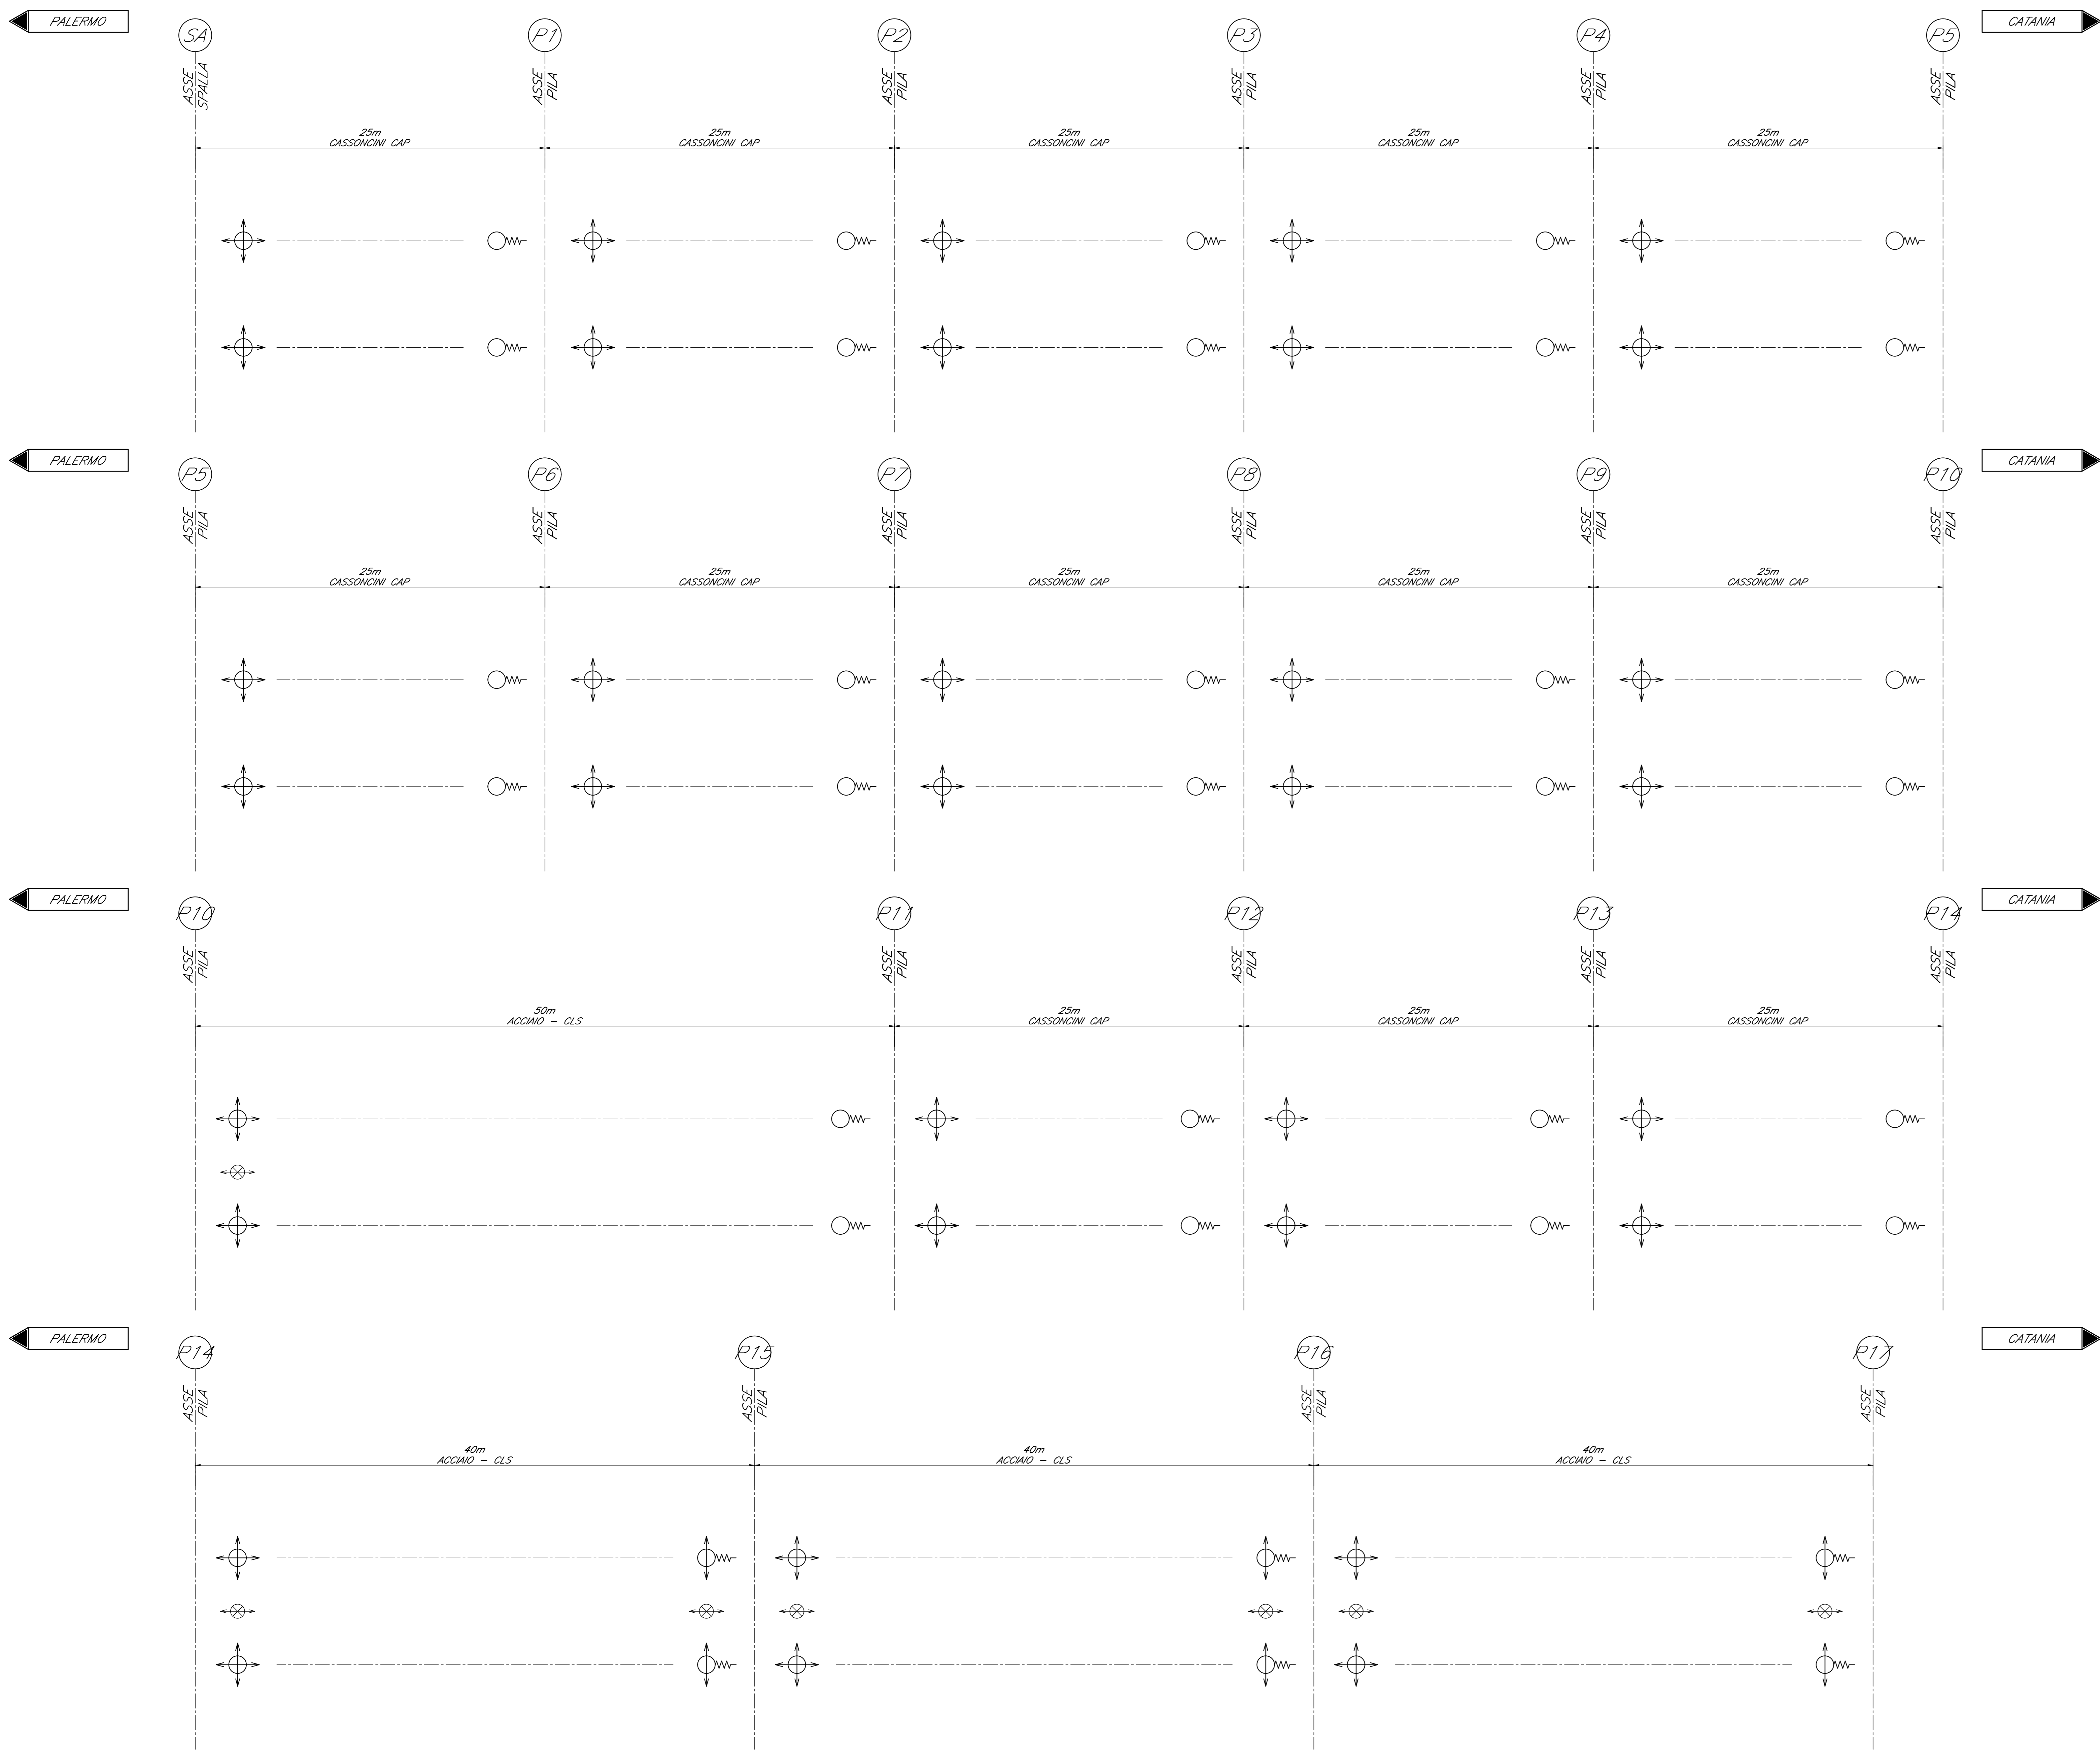 PALERMO
CATANIA
SA
P1
P2
P3
P4
P5
ASSE
SPALLA
ASSE
PILA
ASSE
PILA
ASSE
PILA
ASSE
PILA
ASSE
PILA
25m
CASSONCINI CAP
25m
CASSONCINI CAP
25m
CASSONCINI CAP
25m
CASSONCINI CAP
25m
CASSONCINI CAP
PALERMO
CATANIA
P5
P6
P7
P8
P9
P10
ASSE
PILA
ASSE
PILA
ASSE
PILA
ASSE
PILA
ASSE
PILA
ASSE
PILA
25m
CASSONCINI CAP
25m
CASSONCINI CAP
25m
CASSONCINI CAP
25m
CASSONCINI CAP
25m
CASSONCINI CAP
PALERMO
CATANIA
P10
P11
P12
P13
P14
ASSE
PILA
ASSE
PILA
ASSE
PILA
ASSE
PILA
ASSE
PILA
50m
ACCIAIO - CLS
25m
CASSONCINI CAP
25m
CASSONCINI CAP
25m
CASSONCINI CAP
PALERMO
CATANIA
P14
P15
P16
P17
ASSE
PILA
ASSE
PILA
ASSE
PILA
ASSE
PILA
40m
ACCIAIO - CLS
40m
ACCIAIO - CLS
40m
ACCIAIO - CLS